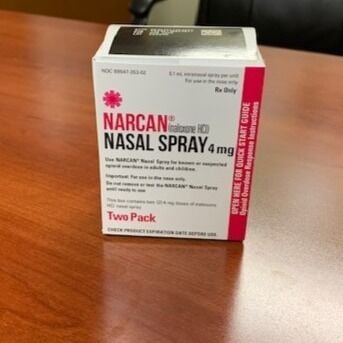 NDC 69547-353-02
0.1 mL intranasal spray per unit
For use in the nose only
Rx Only
NARCAN® (naloxone HCl)
NASAL SPRAY 4 mg
Use NARCAN® Nasal Spray for known or suspected
opioid overdose in adults and children.
Important: For use in the nose only.
Do not remove or test the NARCAN® Nasal Spray
until ready to use.
This box contains two (2) 4 mg doses of naloxone
HCl nasal spray
Two Pack
CHECK PRODUCT EXPIRATION DATE BEFORE USE.
OPEN HERE FOR QUICK START GUIDE
Opioid Overdose Response Instructions